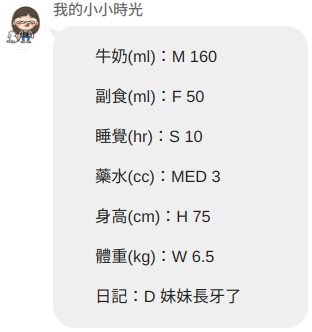 我的小小時光
牛奶(ml)：M 160
副食(ml)：F 50
睡覺(hr)：S 10
藥水(cc)：MED 3
身高(cm)：H 75
體重(kg)：W 6.5
日記：D 妹妹長牙了